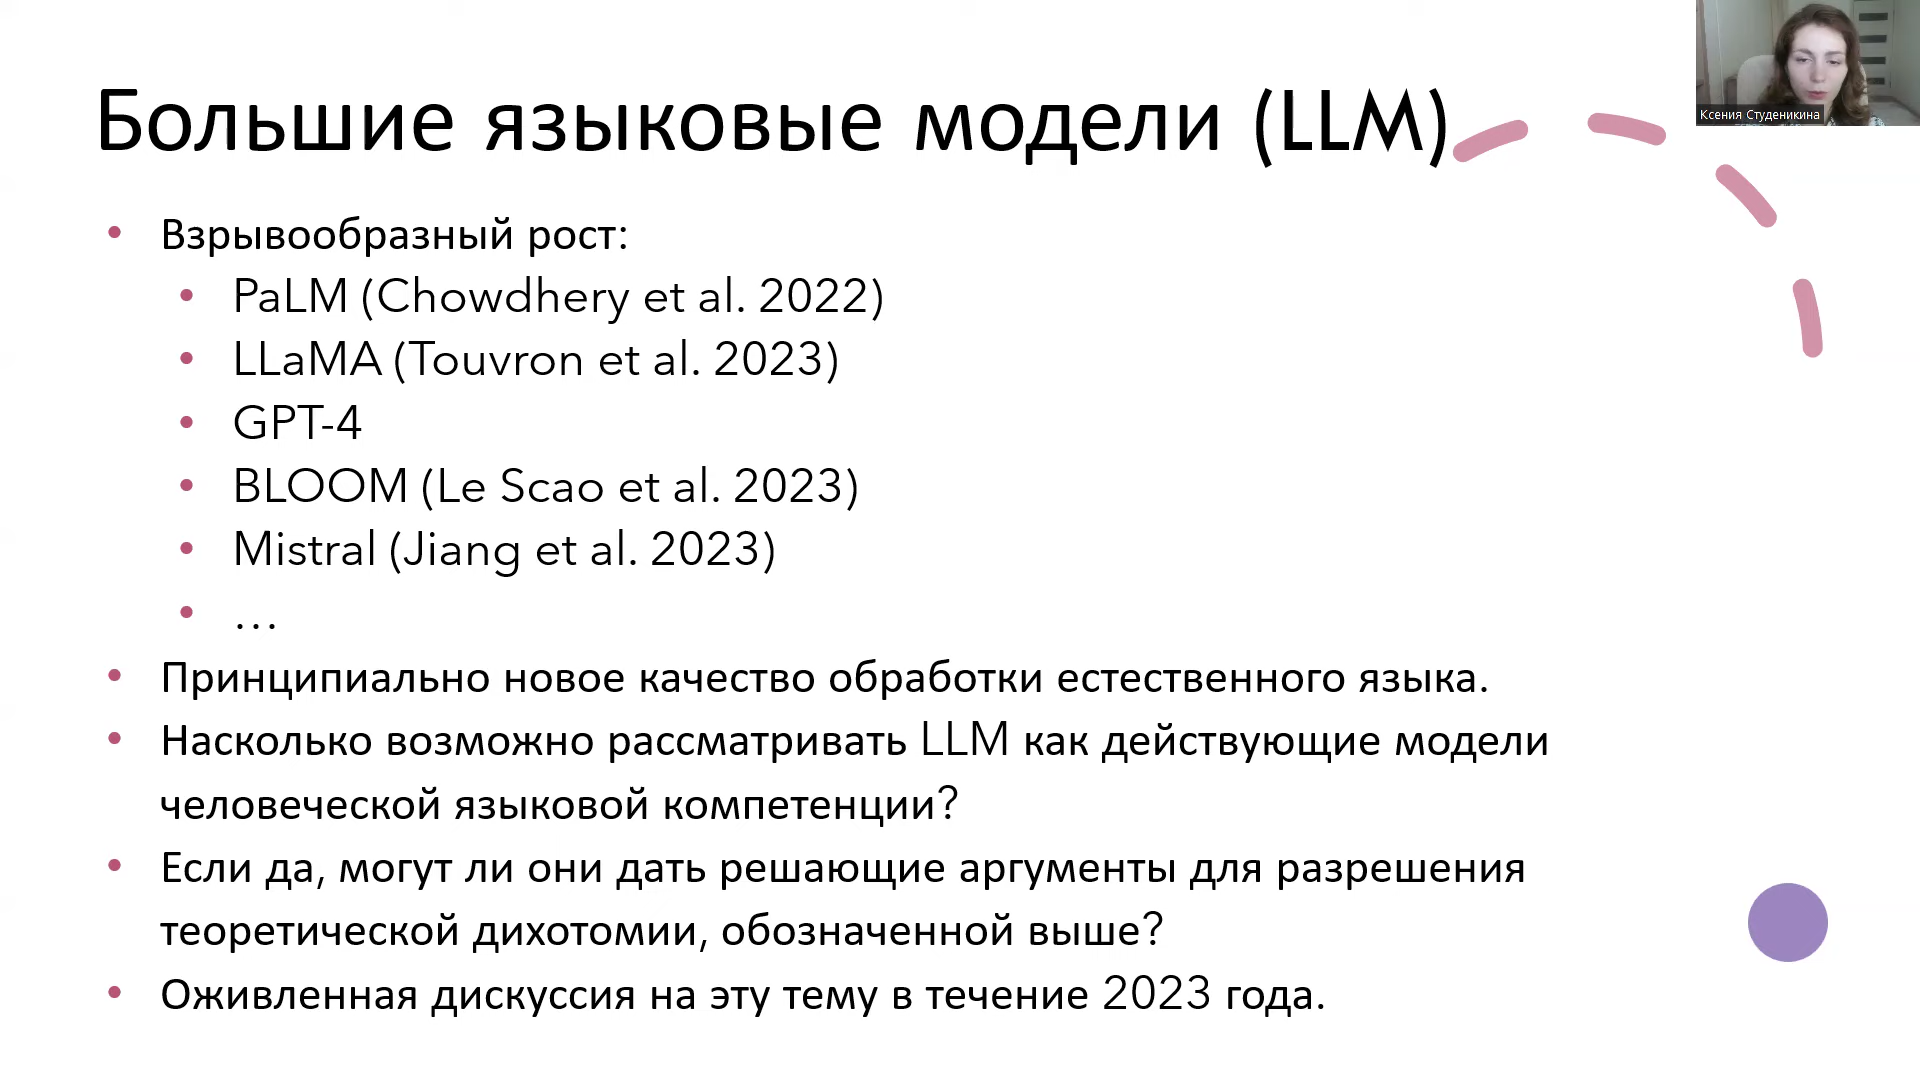 Большие языковые модели (LLM)
Ксения Студеникина
• Взрывообразный рост:
• PaLM (Chowdhery et al. 2022)
• LLaMA (Touvron et al. 2023)
• GPT-4
• BLOOM (Le Scao et al. 2023)
• Mistral (Jiang et al. 2023)
• …
• Принципиально новое качество обработки естественного языка.
• Насколько возможно рассматривать LLM как действующие модели
человеческой языковой компетенции?
• Если да, могут ли они дать решающие аргументы для разрешения
теоретической дихотомии, обозначенной выше?
• Оживленная дискуссия на эту тему в течение 2023 года.